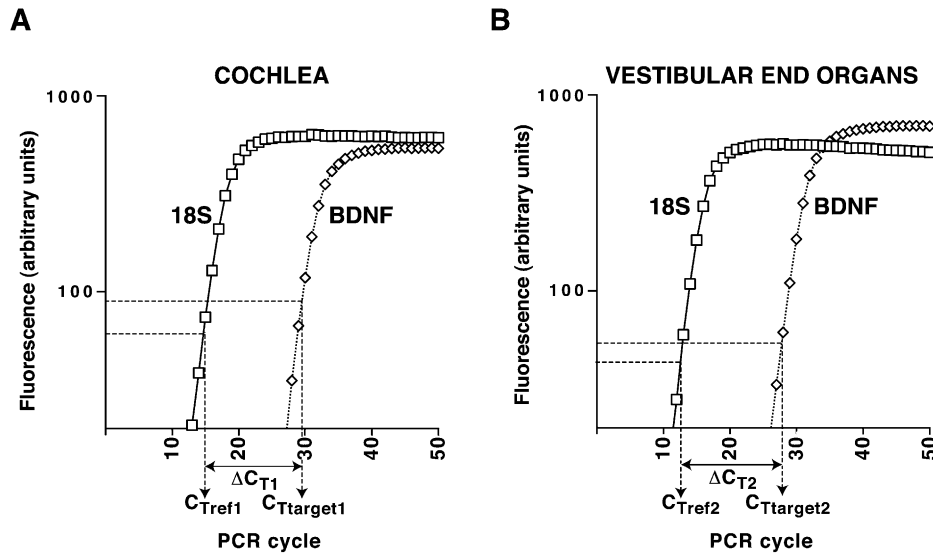 A
COCHLEA
1000
100
Fluorescence (arbitrary units)
18S
BDNF
10
20
30
40
50
ΔCT1
CTref1
CTtarget1
PCR cycle
B
VESTIBULAR END ORGANS
1000
100
Fluorescence (arbitrary units)
18S
BDNF
10
20
30
40
50
ΔCT2
CTref2
CTtarget2
PCR cycle